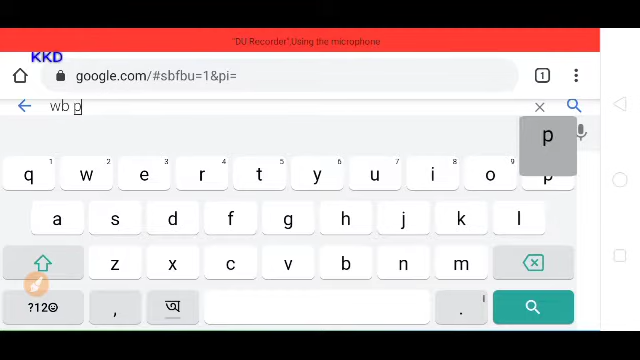 "DU Recorder",Using the microphone
KKD
google.com/#sbfbu=1&pi=
1
wb p
p
1 2 3 4 5 6 7 8 9
q w e r t y u i o p
a s d f g h j k l
z x c v b n m
?12☺ , অ .